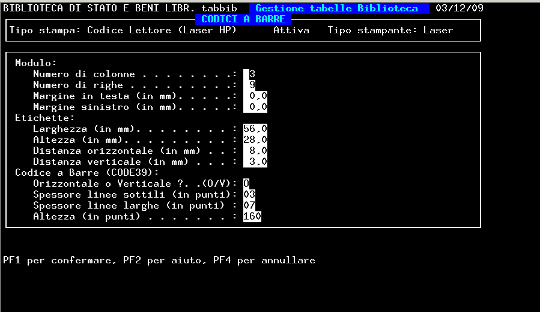 BIBLIOTECA DI STATO E BENI LIBR. tabbib Gestione tabelle Biblioteca 03/12/09
CODICI A BARRE
Tipo stampa: Codice Lettore (Laser HP) Attiva Tipo stampante: Laser
Modulo:
Numero di colonne . . . . . . . .: 3
Numero di righe . . . . . . . . .: 9
Margine in testa (in mm) . . . . .: 0,0
Margine sinistro (in mm) . . . . .: 0,0
Etichette:
Larghezza (in mm). . . . . . . . : 56,0
Altezza (in mm). . . . . . . . . : 28,0
Distanza orizzontale (in mm) . . : 8,0
Distanza verticale (in mm) . . . : 3,0
Codice a Barre (CODE39):
Orizzontale o Verticale ?. .(O/V): O
Spessore linee sottili (in punti): 03
Spessore linee larghe (in punti) : 07
Altezza (in punti) . . . . . . . : 160
PF1 per confermare, PF2 per aiuto, PF4 per annullare